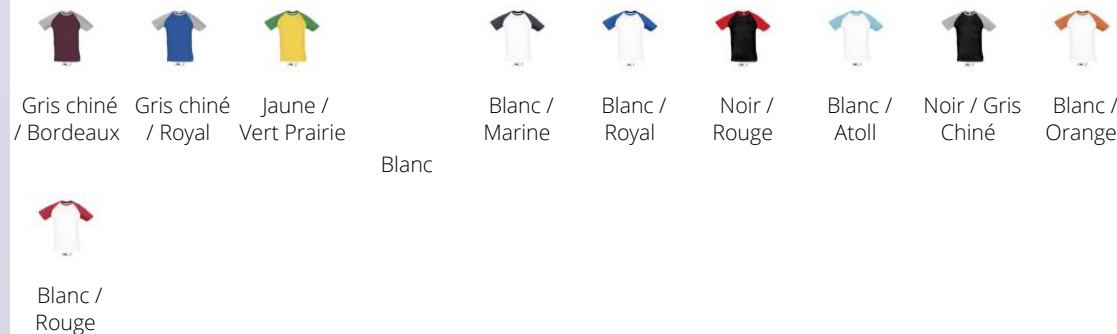 Gris chiné
/ Bordeaux
Gris chiné
/ Royal
Jaune /
Vert Prairie
Blanc
Blanc /
Marine
Blanc /
Royal
Noir /
Rouge
Blanc /
Atoll
Noir / Gris
Chiné
Blanc /
Orange
Blanc /
Rouge